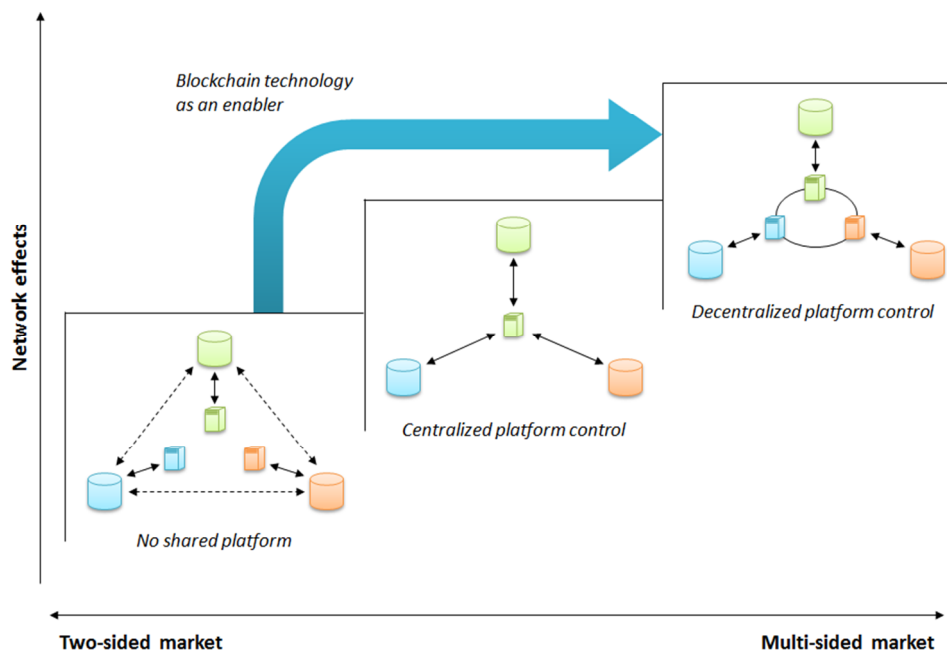 Blockchain technology
as an enabler
Network effects
Decentralized platform control
Centralized platform control
No shared platform
Two-sided market
Multi-sided market